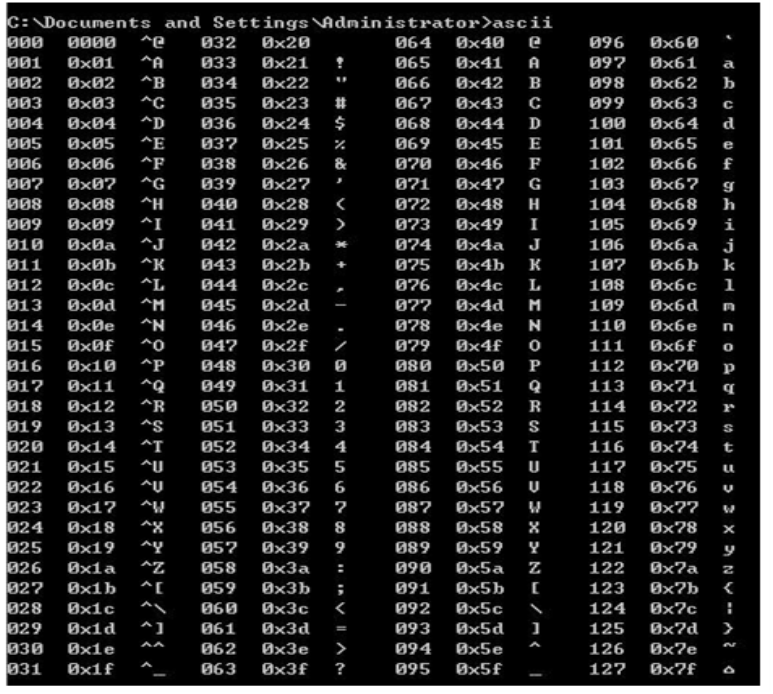 C:\Documents and Settings\Administrator>ascii
000 0000 ^@ 032 0x20 064 0x40 @ 096 0x60 `
001 0x01 ^A 033 0x21 ! 065 0x41 A 097 0x61 a
002 0x02 ^B 034 0x22 " 066 0x42 B 098 0x62 b
003 0x03 ^C 035 0x23 # 067 0x43 C 099 0x63 c
004 0x04 ^D 036 0x24 $ 068 0x44 D 100 0x64 d
005 0x05 ^E 037 0x25 % 069 0x45 E 101 0x65 e
006 0x06 ^F 038 0x26 & 070 0x46 F 102 0x66 f
007 0x07 ^G 039 0x27 ' 071 0x47 G 103 0x67 g
008 0x08 ^H 040 0x28 ( 072 0x48 H 104 0x68 h
009 0x09 ^I 041 0x29 ) 073 0x49 I 105 0x69 i
010 0x0a ^J 042 0x2a * 074 0x4a J 106 0x6a j
011 0x0b ^K 043 0x2b + 075 0x4b K 107 0x6b k
012 0x0c ^L 044 0x2c , 076 0x4c L 108 0x6c l
013 0x0d ^M 045 0x2d - 077 0x4d M 109 0x6d m
014 0x0e ^N 046 0x2e . 078 0x4e N 110 0x6e n
015 0x0f ^O 047 0x2f / 079 0x4f O 111 0x6f o
016 0x10 ^P 048 0x30 0 080 0x50 P 112 0x70 p
017 0x11 ^Q 049 0x31 1 081 0x51 Q 113 0x71 q
018 0x12 ^R 050 0x32 2 082 0x52 R 114 0x72 r
019 0x13 ^S 051 0x33 3 083 0x53 S 115 0x73 s
020 0x14 ^T 052 0x34 4 084 0x54 T 116 0x74 t
021 0x15 ^U 053 0x35 5 085 0x55 U 117 0x75 u
022 0x16 ^V 054 0x36 6 086 0x56 V 118 0x76 v
023 0x17 ^W 055 0x37 7 087 0x57 W 119 0x77 w
024 0x18 ^X 056 0x38 8 088 0x58 X 120 0x78 x
025 0x19 ^Y 057 0x39 9 089 0x59 Y 121 0x79 y
026 0x1a ^Z 058 0x3a : 090 0x5a Z 122 0x7a z
027 0x1b ^[ 059 0x3b ; 091 0x5b [ 123 0x7b {
028 0x1c ^\ 060 0x3c < 092 0x5c \ 124 0x7c ¦
029 0x1d ^] 061 0x3d = 093 0x5d ] 125 0x7d }
030 0x1e ^^ 062 0x3e > 094 0x5e ^ 126 0x7e ~
031 0x1f ^_ 063 0x3f ? 095 0x5f _ 127 0x7f ⌂